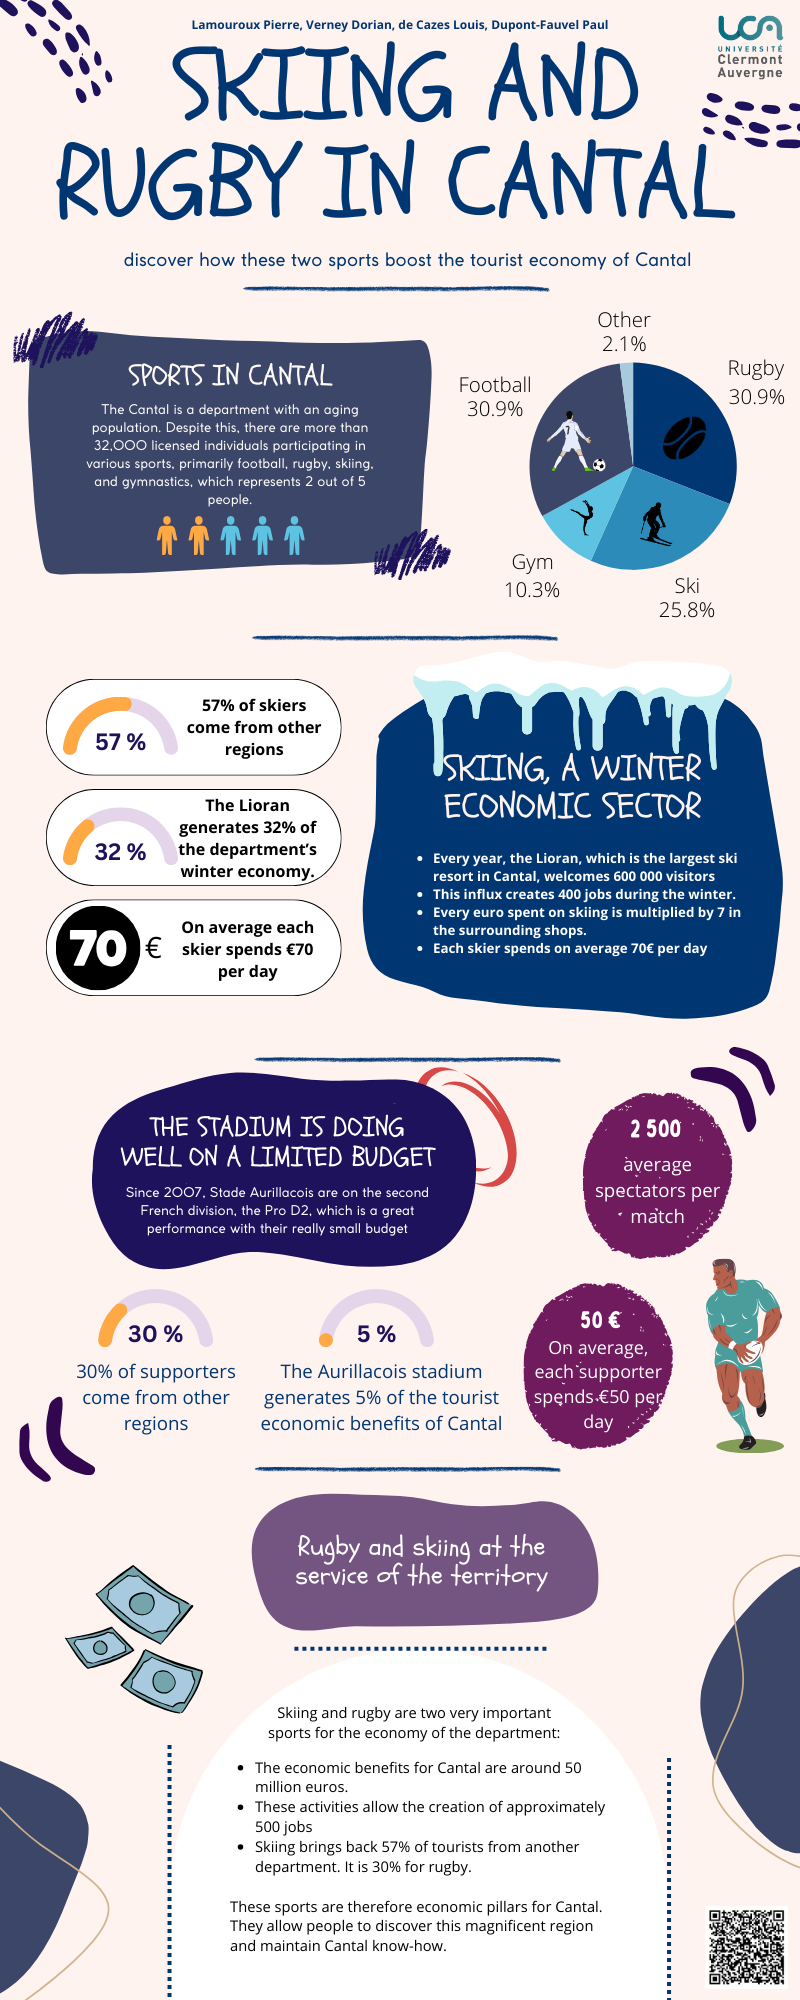 Lamouroux Pierre, Verney Dorian, de Cazes Louis, Dupont-Fauvel Paul
UCA
UNIVERSITÉ
Clermont
Auvergne
SKIING AND
RUGBY IN CANTAL
discover how these two sports boost the tourist economy of Cantal
SPORTS IN CANTAL
The Cantal is a department with an aging
population. Despite this, there are more than
32,000 licensed individuals participating in
various sports, primarily football, rugby, skiing,
and gymnastics, which represents 2 out of 5
people.
Other
2.1%
Rugby
30.9%
Football
30.9%
7
Gym
10.3%
Ski
25.8%
57 %
57% of skiers
come from other
regions
32 %
The Lioran
generates 32% of
the department's
winter economy.
70 €
On average each
skier spends €70
per day
SKIING, A WINTER
ECONOMIC SECTOR
• Every year, the Lioran, which is the largest ski
resort in Cantal, welcomes 600 000 visitors
• This influx creates 400 jobs during the winter.
• Every euro spent on skiing is multiplied by 7 in
the surrounding shops.
• Each skier spends on average 70€ per day
THE STADIUM IS DOING
WELL ON A LIMITED BUDGET
Since 2007, Stade Aurillacois are on the second
French division, the Pro D2, which is a great
performance with their really small budget
2 500
average
spectators per
match
30 %
30% of supporters
come from other
regions
5 %
The Aurillacois stadium
generates 5% of the tourist
economic benefits of Cantal
50 €
On average,
each supporter
spends €50 per
day
Rugby and skiing at the
service of the territory
Skiing and rugby are two very important
sports for the economy of the department:
• The economic benefits for Cantal are around 50
million euros.
• These activities allow the creation of approximately
500 jobs
• Skiing brings back 57% of tourists from another
department. It is 30% for rugby.
These sports are therefore economic pillars for Cantal.
They allow people to discover this magnificent region
and maintain Cantal know-how.